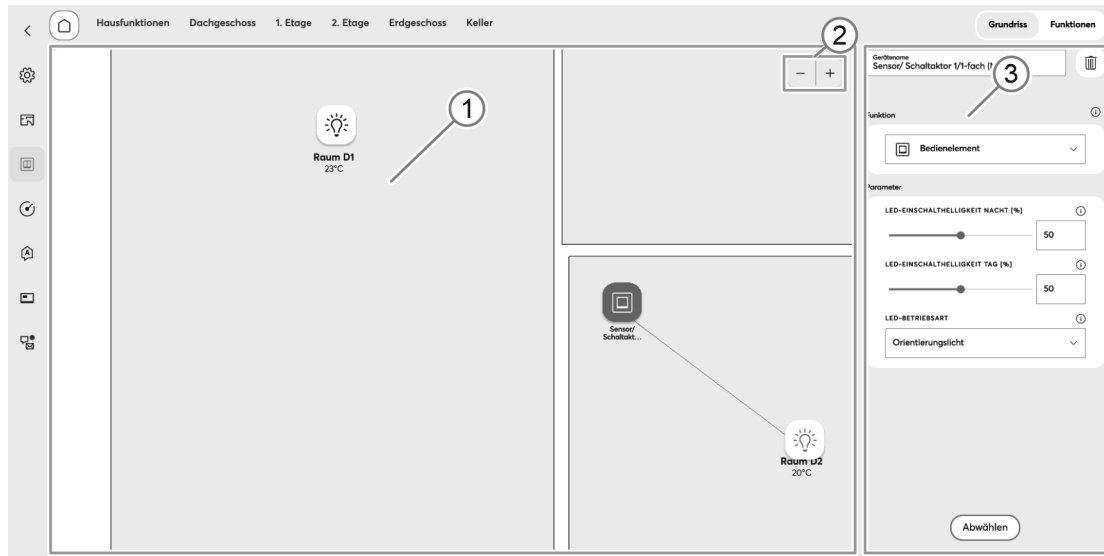 Hausfunktionen Dachgeschoss 1. Etage 2. Etage Erdgeschoss Keller
Grundriss Funktionen
2
− +
1
Raum D1
23°C
Sensor/
Schaltakt...
Raum D2
20°C
Gerätename
Sensor/ Schaltaktor 1/1-fach
3
Funktion
Bedienelement
Parameter
LED-EINSCHALTHELLIGKEIT NACHT [%]
50
LED-EINSCHALTHELLIGKEIT TAG [%]
50
LED-BETRIEBSART
Orientierungslicht
Abwählen